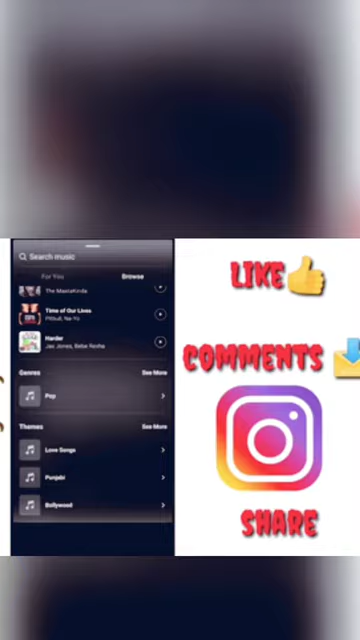 Search music
For You
Browse
The Mamakinda
Time of Our Lives
Pitbull, Ne-Yo
Harder
Jax Jones, Bebe Rexha
Genres
See More
Pop
Themes
See More
Love Songs
Punjabi
Bollywood
LIKE
COMMENTS
SHARE